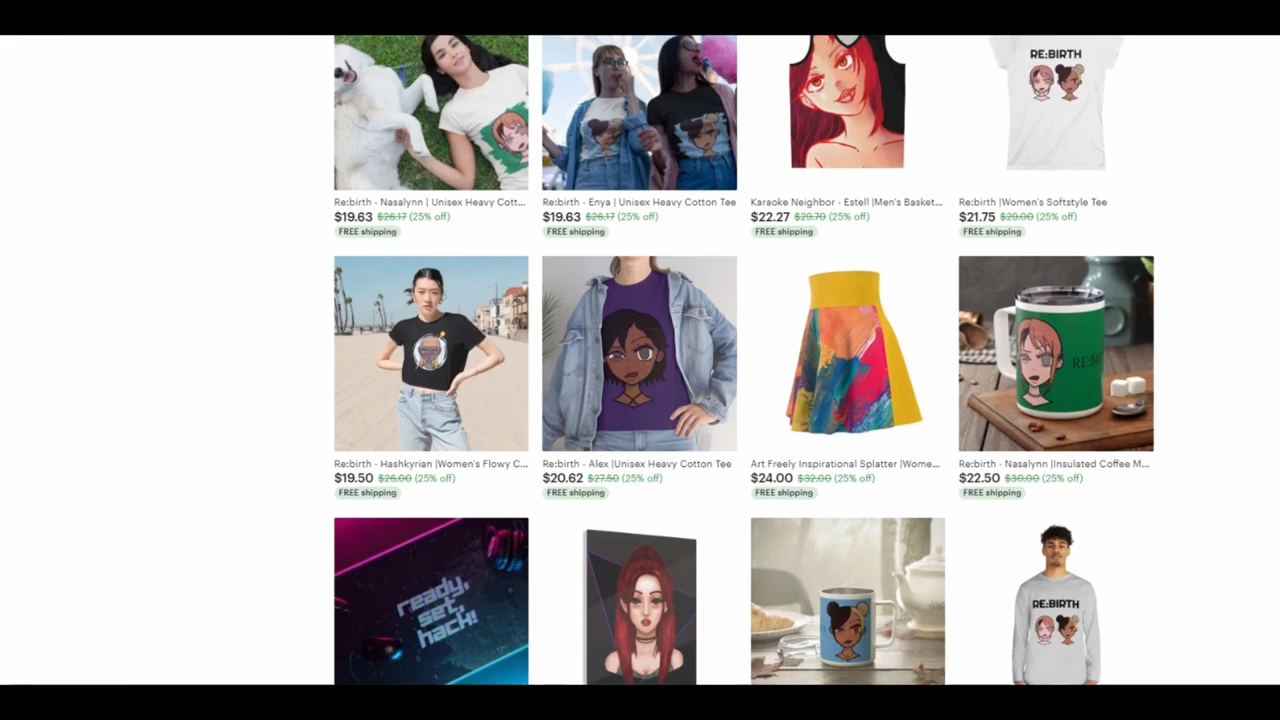 RE:BIRTH
Re:birth - Nasalynn | Unisex Heavy Cott...
$19.63 $26.17 (25% off)
FREE shipping
Re:birth - Enya | Unisex Heavy Cotton Tee
$19.63 $26.17 (25% off)
FREE shipping
Karaoke Neighbor - Estell |Men's Basket...
$22.27 $29.70 (25% off)
FREE shipping
Re:birth |Women's Softstyle Tee
$21.75 $29.00 (25% off)
FREE shipping
RE:BI
Re:birth - Hashkyrian |Women's Flowy C...
$19.50 $26.00 (25% off)
FREE shipping
Re:birth - Alex |Unisex Heavy Cotton Tee
$20.62 $27.50 (25% off)
FREE shipping
Art Freely Inspirational Splatter |Wome...
$24.00 $32.00 (25% off)
FREE shipping
Re:birth - Nasalynn |Insulated Coffee M...
$22.50 $30.00 (25% off)
FREE shipping
ready,
set,
hack!
RE:BIRTH